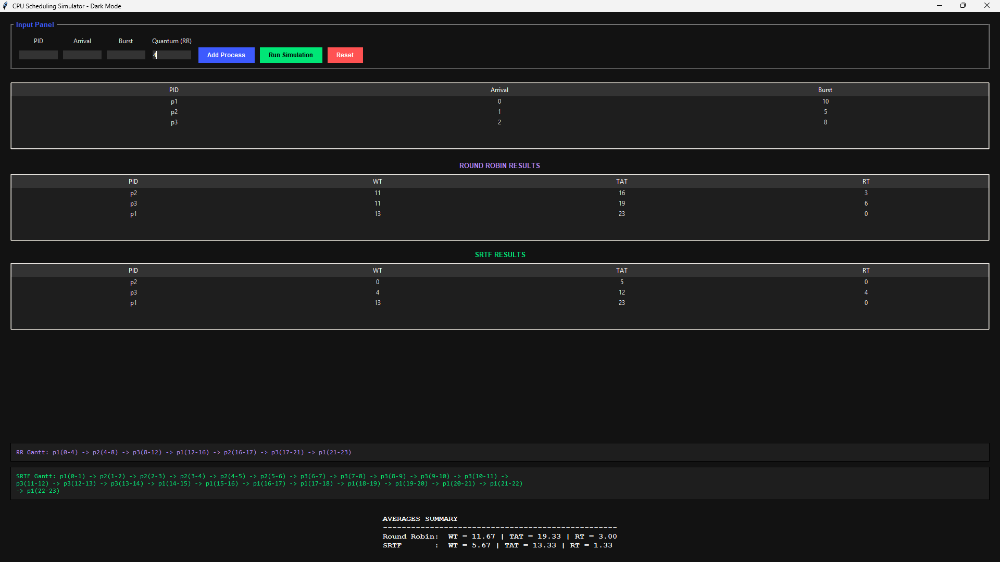 CPU Scheduling Simulator - Dark Mode
Input Panel
PID Arrival Burst Quantum (RR)
4 Add Process Run Simulation Reset
PID Arrival Burst
p1 0 10
p2 1 5
p3 2 8
ROUND ROBIN RESULTS
PID WT TAT RT
p2 11 16 3
p3 11 19 6
p1 13 23 0
SRTF RESULTS
PID WT TAT RT
p2 0 5 0
p3 4 12 4
p1 13 23 0
RR Gantt: p1(0-4) -> p2(4-8) -> p3(8-12) -> p1(12-16) -> p2(16-17) -> p3(17-21) -> p1(21-23)
SRTF Gantt: p1(0-1) -> p2(1-2) -> p2(2-3) -> p2(3-4) -> p2(4-5) -> p2(5-6) -> p3(6-7) -> p3(7-8) -> p3(8-9) -> p3(9-10) -> p3(10-11) ->
p3(11-12) -> p3(12-13) -> p3(13-14) -> p1(14-15) -> p1(15-16) -> p1(16-17) -> p1(17-18) -> p1(18-19) -> p1(19-20) -> p1(20-21) -> p1(21-22)
-> p1(22-23)
AVERAGES SUMMARY
--------------------------------------------------
Round Robin: WT = 11.67 | TAT = 19.33 | RT = 3.00
SRTF : WT = 5.67 | TAT = 13.33 | RT = 1.33